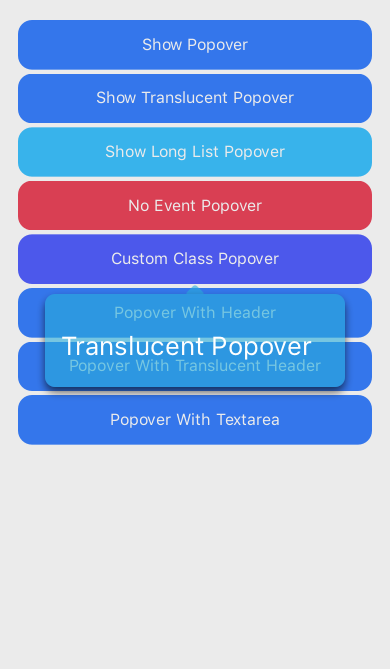 Show Popover
Show Translucent Popover
Show Long List Popover
No Event Popover
Custom Class Popover
Popover With Header
Translucent Popover
Popover With Translucent Header
Popover With Textarea